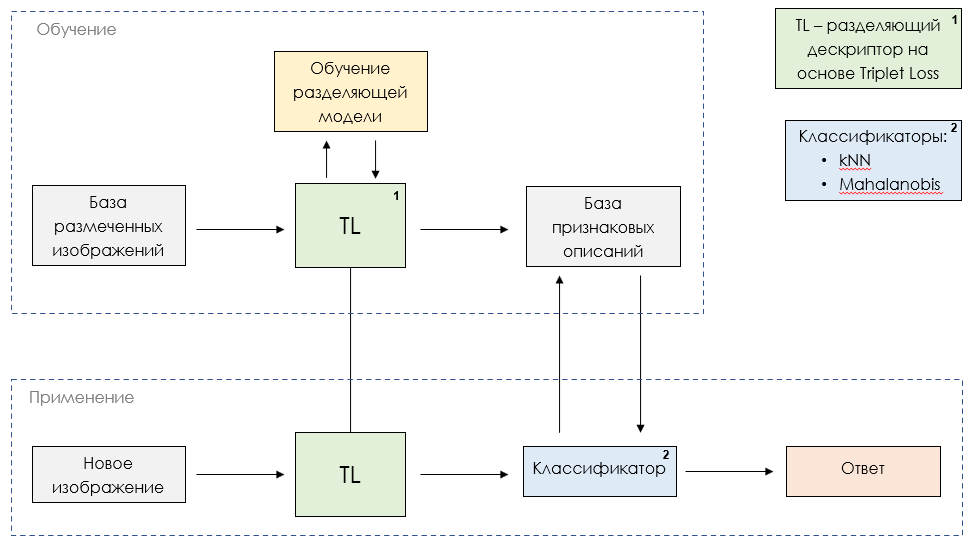 Обучение
Обучение
разделяющей
модели
База
размеченных
изображений
TL 1
База
признаковых
описаний
TL – разделяющий 1
дескриптор на
основе Triplet Loss
Классификаторы: 2
• kNN
• Mahalanobis
Применение
Новое
изображение
TL
Классификатор 2
Ответ